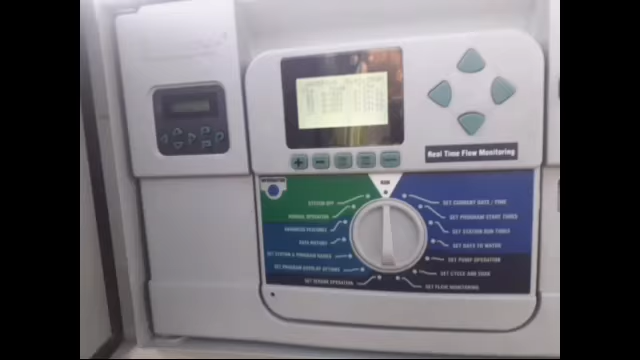 Real Time Flow Monitoring
RUN
SYSTEM OFF
MANUAL OPERATION
ADVANCED FEATURES
DATA HISTORY
SET STATION & PROGRAM NAMES
SET PROGRAM DISPLAY OPTIONS
SET SENSOR OPERATION
SET CURRENT DATE / TIME
SET PROGRAM START TIMES
SET STATION RUN TIMES
SET DAYS TO WATER
SET PUMP OPERATION
SET CYCLE AND SOAK
SET FLOW MONITORING